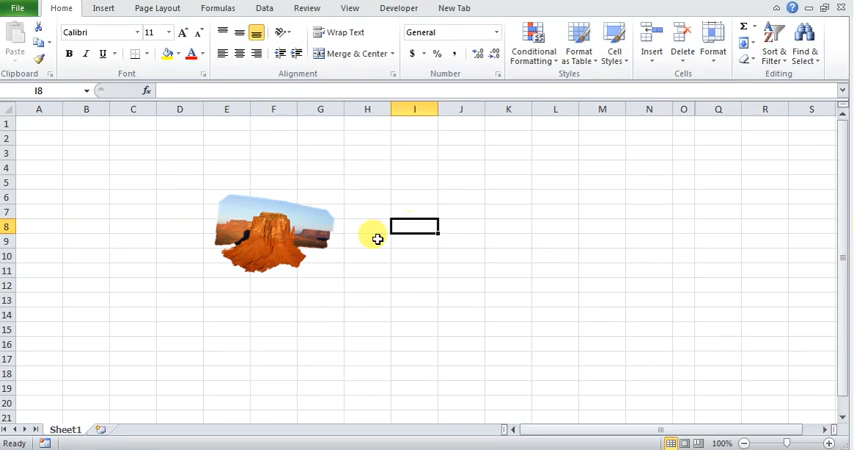 File Home Insert Page Layout Formulas Data Review View Developer New Tab
Calibri 11 A A Wrap Text General
Paste B I U Merge & Center $ % , .0 .00 Conditional Formatting Format as Table Cell Styles Insert Delete Format Σ Sort & Filter Find & Select
Clipboard Font Alignment Number Styles Cells Editing
I8 fx
A B C D E F G H I J K L M N O Q R S
1
2
3
4
5
6
7
8
9
10
11
12
13
14
15
16
17
18
19
20
21
Sheet1
Ready 100%